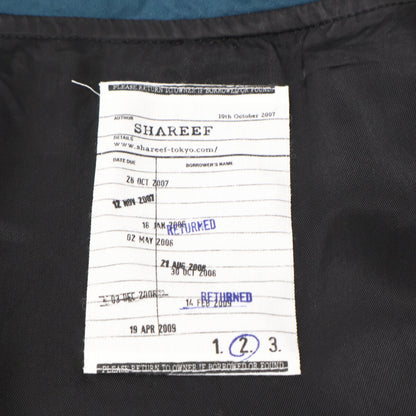 PLEASE RETURN TO OWNER IF BORROWED OR FOUND.
AUTHOR
19th October 2007
SHAREEF
DETAILS
www.shareef-tokyo.com/
DATE DUE
BORROWER'S NAME
26 OCT 2007
12 NOV 2007
16 JAN 2006
RETURNED
02 MAY 2006
21 AUG 2006
30 OCT 2006
03 DEC 2006
RETURNED
14 FEB 2009
19 APR 2009
1. 2. 3.
PLEASE RETURN TO OWNER IF BORROWED OR FOUND.